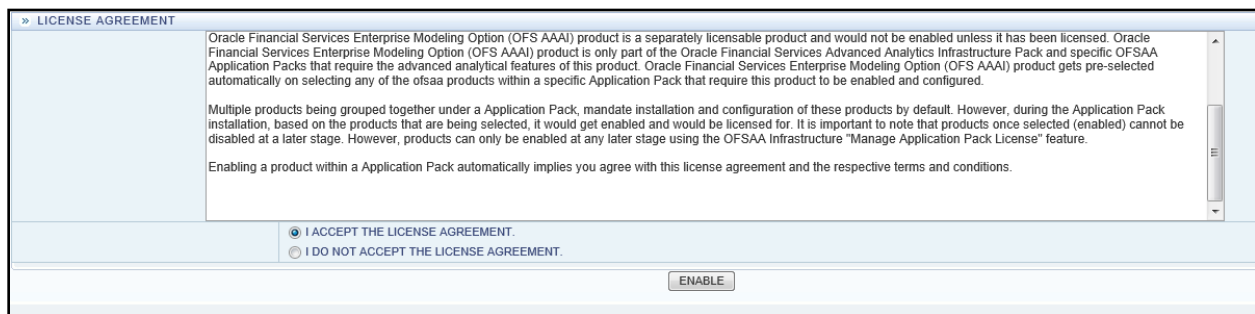 » LICENSE AGREEMENT
Oracle Financial Services Enterprise Modeling Option (OFS AAAI) product is a separately licensable product and would not be enabled unless it has been licensed. Oracle
Financial Services Enterprise Modeling Option (OFS AAAI) product is only part of the Oracle Financial Services Advanced Analytics Infrastructure Pack and specific OFSAA
Application Packs that require the advanced analytical features of this product. Oracle Financial Services Enterprise Modeling Option (OFS AAAI) product gets pre-selected
automatically on selecting any of the ofsaa products within a specific Application Pack that require this product to be enabled and configured.
Multiple products being grouped together under a Application Pack, mandate installation and configuration of these products by default. However, during the Application Pack
installation, based on the products that are being selected, it would get enabled and would be licensed for. It is important to note that products once selected (enabled) cannot be
disabled at a later stage. However, products can only be enabled at any later stage using the OFSAA Infrastructure "Manage Application Pack License" feature.
Enabling a product within a Application Pack automatically implies you agree with this license agreement and the respective terms and conditions.
I ACCEPT THE LICENSE AGREEMENT.
I DO NOT ACCEPT THE LICENSE AGREEMENT.
ENABLE